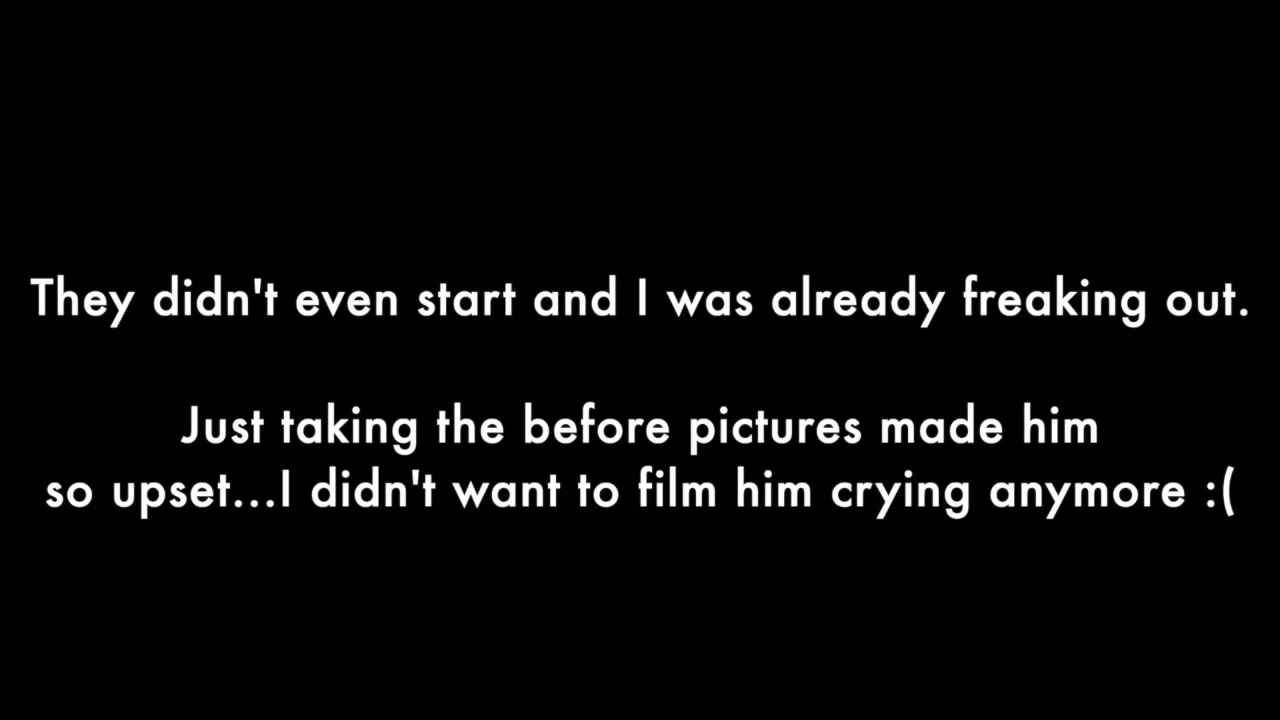 They didn't even start and I was already freaking out.
Just taking the before pictures made him
so upset...I didn't want to film him crying anymore :(